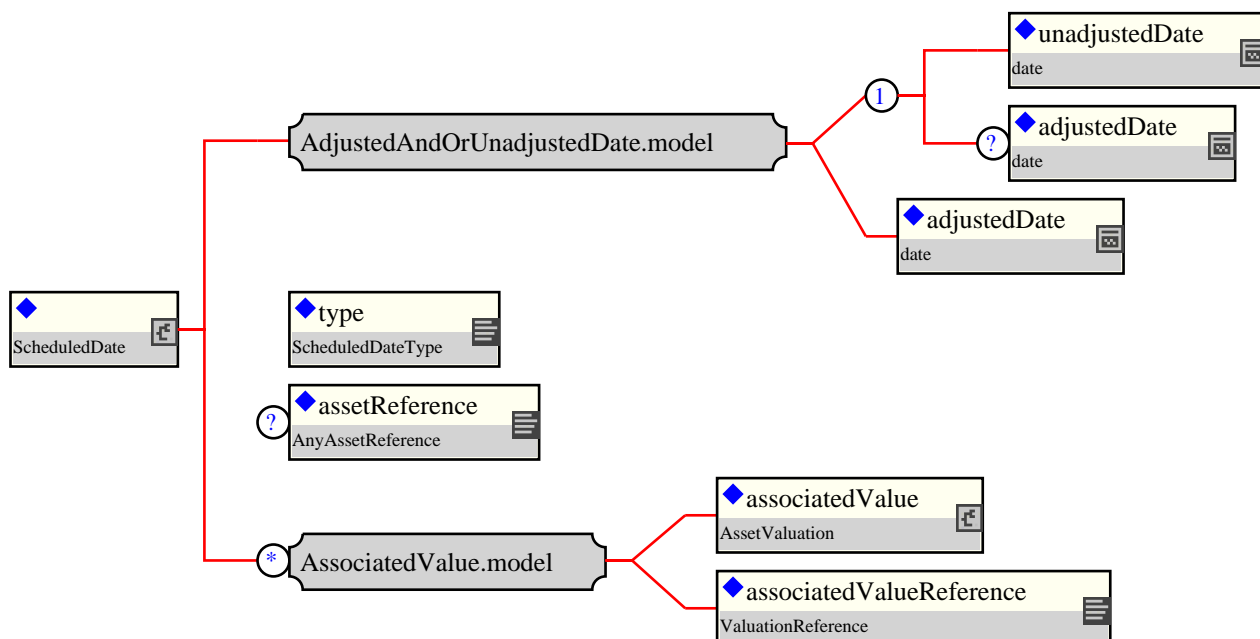 unadjustedDate
date
1
? adjustedDate
date
AdjustedAndOrUnadjustedDate.model
adjustedDate
date
ScheduledDate
type
ScheduledDateType
? assetReference
AnyAssetReference
associatedValue
AssetValuation
* AssociatedValue.model
associatedValueReference
ValuationReference